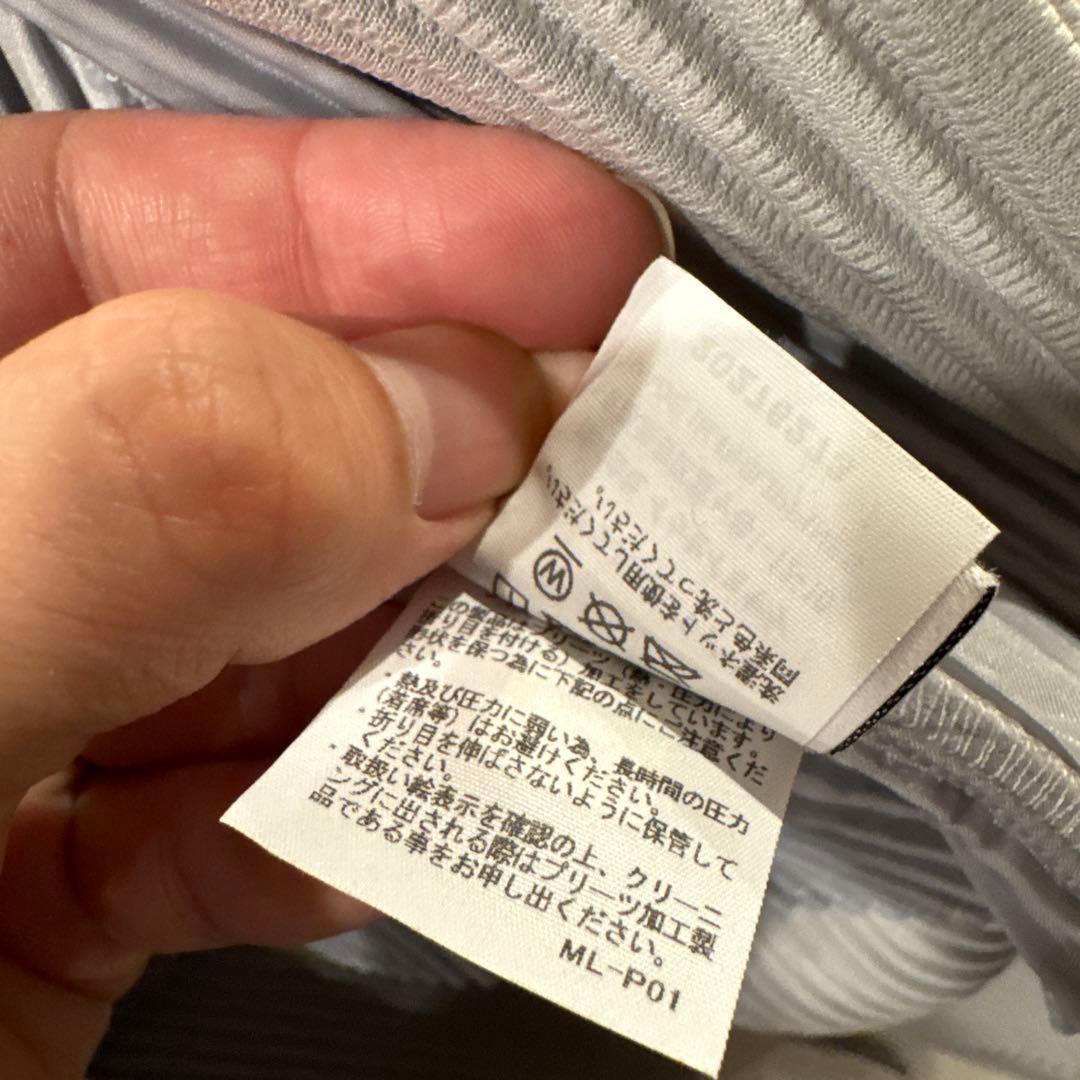 洗濯ネットを使用してください。
同系色と洗ってください。
W
この製品はプリーツ（熱・圧力により
折り目を付ける）加工をしています。
形状を保つ為に下記の点にご注意くだ
さい。
・熱及び圧力に弱い為、長時間の圧力
（着席等）はお避けください。
・折り目を伸ばさないように保管して
ください。
・取扱い絵表示を確認の上、クリーニ
ングに出される際はプリーツ加工製
品である事をお申し出ください。
ML-P01